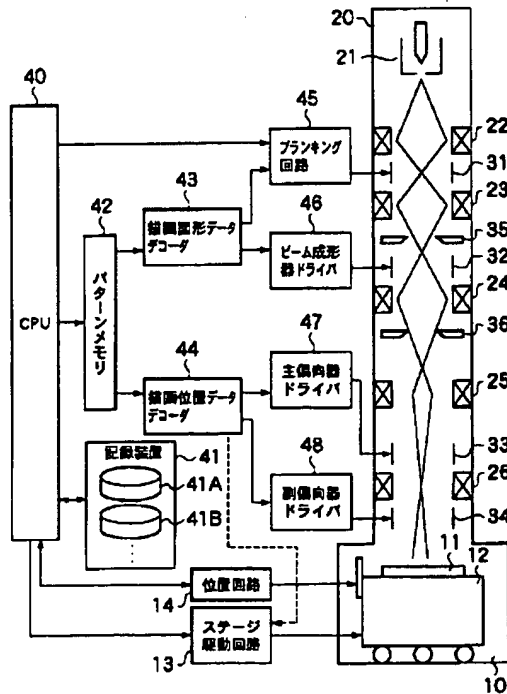 20
40
21
45
CPU
ブランキング
回路
22
31
43
42
描画図形データ
デコーダ
23
46
35
パターンメモリ
ビーム成形
器ドライバ
32
24
47
36
44
主偏向器
ドライバ
描画位置データ
デコーダ
25
33
記録装置
41
48
41A
副偏向器
ドライバ
26
41B
34
11
12
位置回路
14
ステージ
駆動回路
13
10